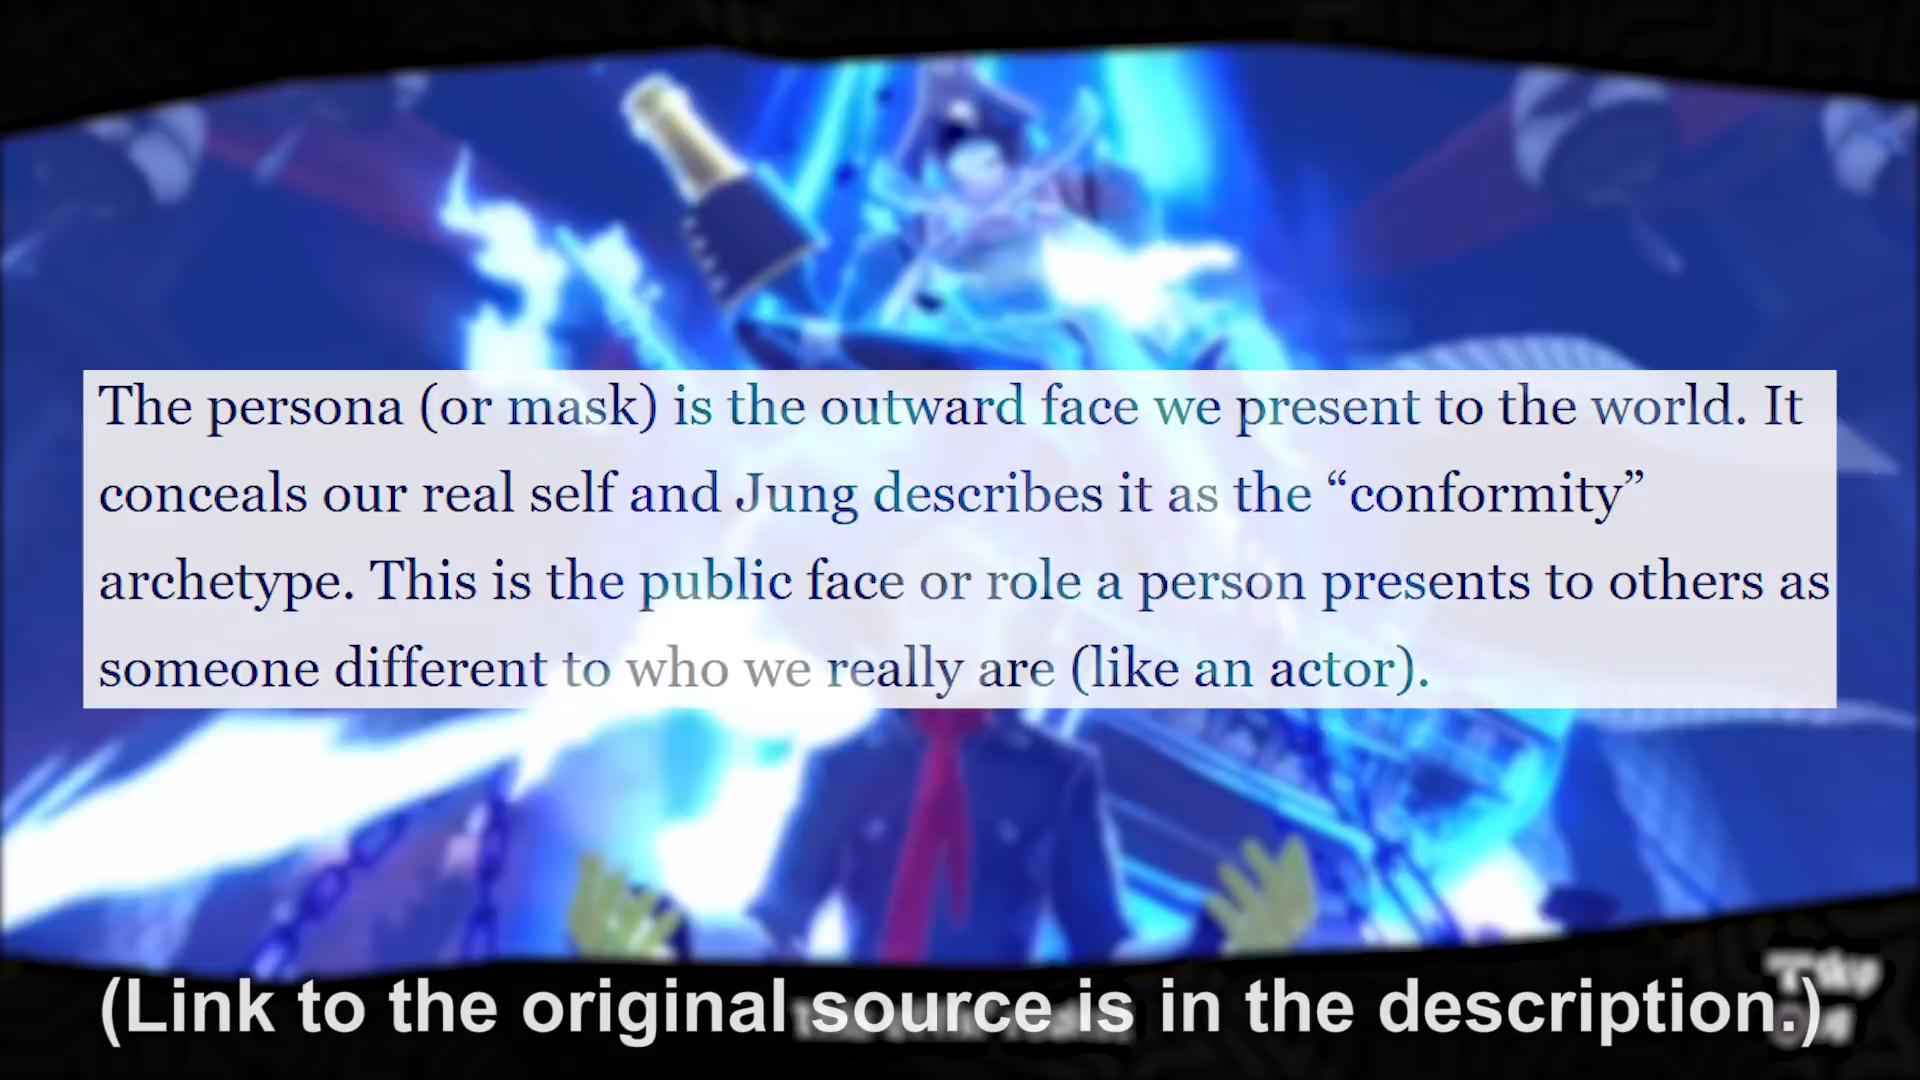 The persona (or mask) is the outward face we present to the world. It
conceals our real self and Jung describes it as the “conformity”
archetype. This is the public face or role a person presents to others as
someone different to who we really are (like an actor).
(Link to the original source is in the description.)